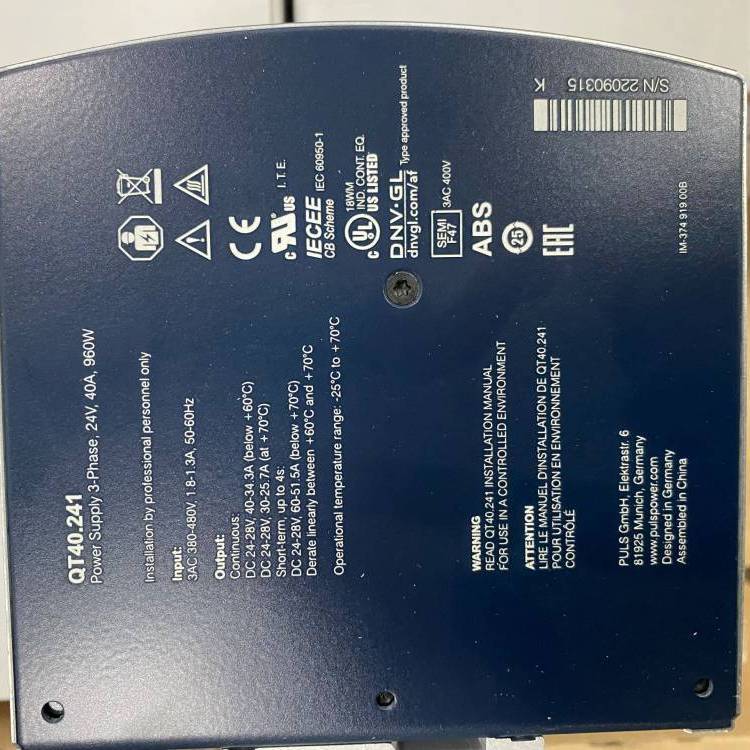 QT40.241
Power Supply 3-Phase, 24V, 40A, 960W
Installation by professional personnel only
Input:
3AC 380-480V, 1.8-1.3A, 50-60Hz
Output:
Continuous:
DC 24-28V, 40-34.3A (below +60°C)
DC 24-28V, 30-25.7A (at +70°C)
Short-term, up to 4s:
DC 24-28V, 60-51.5A (below +70°C)
Derate linearly between +60°C and +70°C
Operational temperature range: -25°C to +70°C
WARNING
READ QT40.241 INSTALLATION MANUAL
FOR USE IN A CONTROLLED ENVIRONMENT
ATTENTION
LIRE LE MANUEL D'INSTALLATION DE QT40.241
POUR UTILISATION EN ENVIRONNEMENT
CONTRÔLÉ
PULS GmbH, Elektrastr. 6
81925 Munich, Germany
www.pulspower.com
Designed in Germany
Assembled in China
CE
c RU US I.T.E.
IECEE IEC 60950-1
CB Scheme
18WM
IND. CONT. EQ.
c UL US LISTED
DNV·GL
dnvgl.com/af
Type approved product
SEMI
F47
3AC 400V
ABS
25
EAC
IM-374 919.00B
S/N 22090315 K